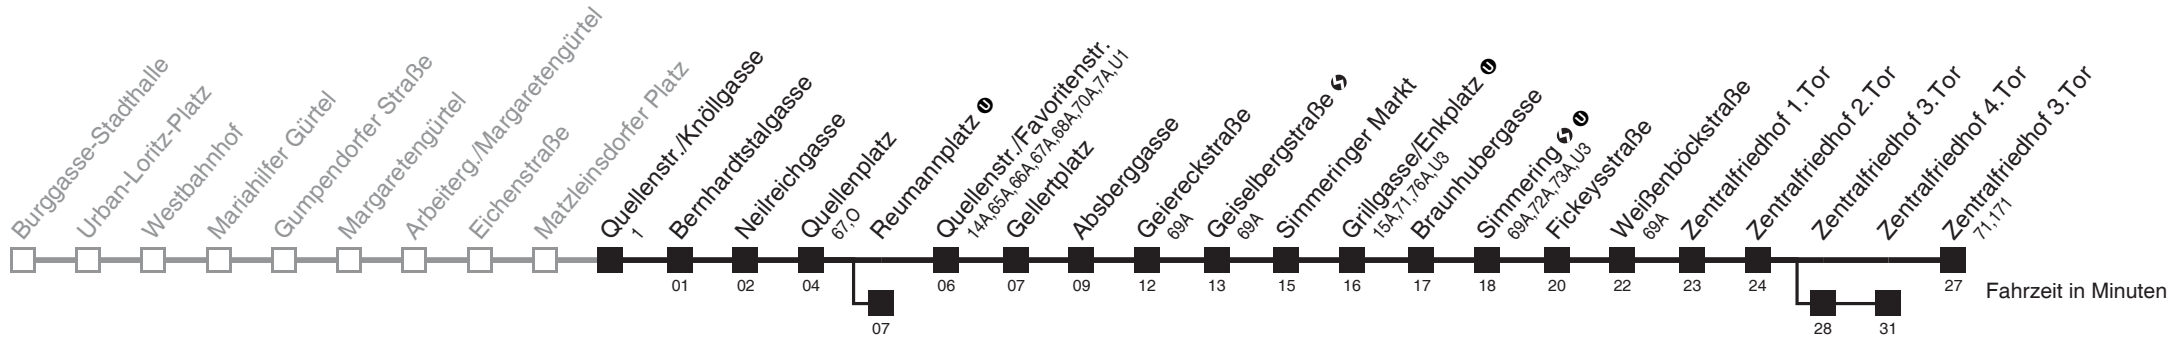 Burggasse-Stadthalle
Urban-Loritz-Platz
Westbahnhof
Mariahilfer Gürtel
Gumpendorfer Straße
Margaretengürtel
Arbeiterg./Margaretengürtel
Eichenstraße
Matzleinsdorfer Platz
Quellenstr./Knöllgasse
1
Bernhardtstalgasse
Neilreichgasse
Quellenplatz
67,O
Reumannplatz U
Quellenstr./Favoritenstr.
14A,65A,66A,67A,68A,70A,7A,U1
Gellertplatz
Absberggasse
Geiereckstraße
69A
Geiselbergstraße S
69A
Simmeringer Markt
Grillgasse/Enkplatz U
15A,71,76A,U3
Braunhubergasse
Simmering S U
69A,72A,73A,U3
Fickeysstraße
Weißenböckstraße
69A
Zentralfriedhof 1.Tor
Zentralfriedhof 2.Tor
Zentralfriedhof 3.Tor
Zentralfriedhof 4.Tor
Zentralfriedhof 3.Tor
71,171
01 02 04 06 07 09 12 13 15 16 17 18 20 22 23 24 27
Fahrzeit in Minuten
07 28 31